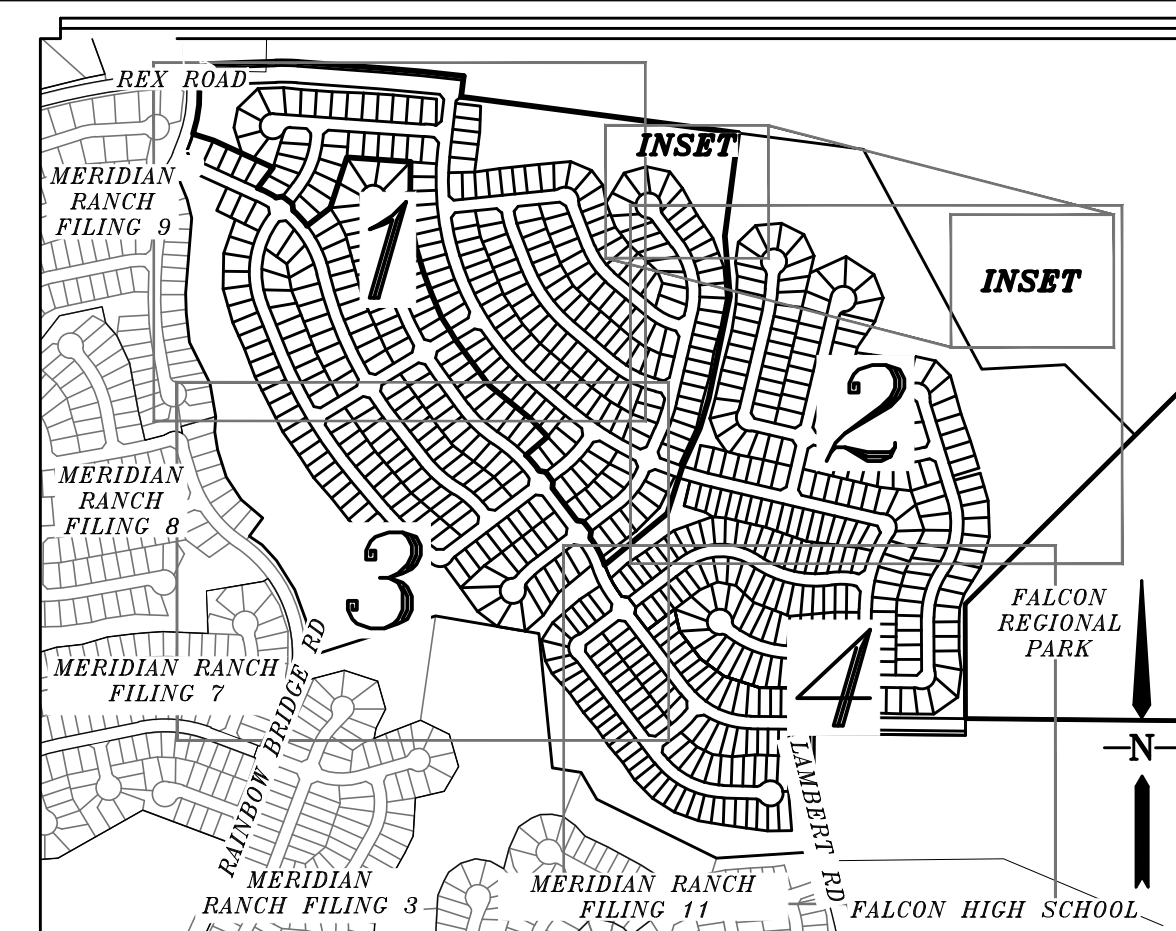 REX ROAD
INSET
MERIDIAN
RANCH
FILING 9
1
INSET
2
MERIDIAN
RANCH
FILING 8
3
FALCON
REGIONAL
PARK
MERIDIAN RANCH
FILING 7
RAINBOW BRIDGE RD
4
N
LAMBERT RD
MERIDIAN
RANCH FILING 3
MERIDIAN RANCH
FILING 11
FALCON HIGH SCHOOL